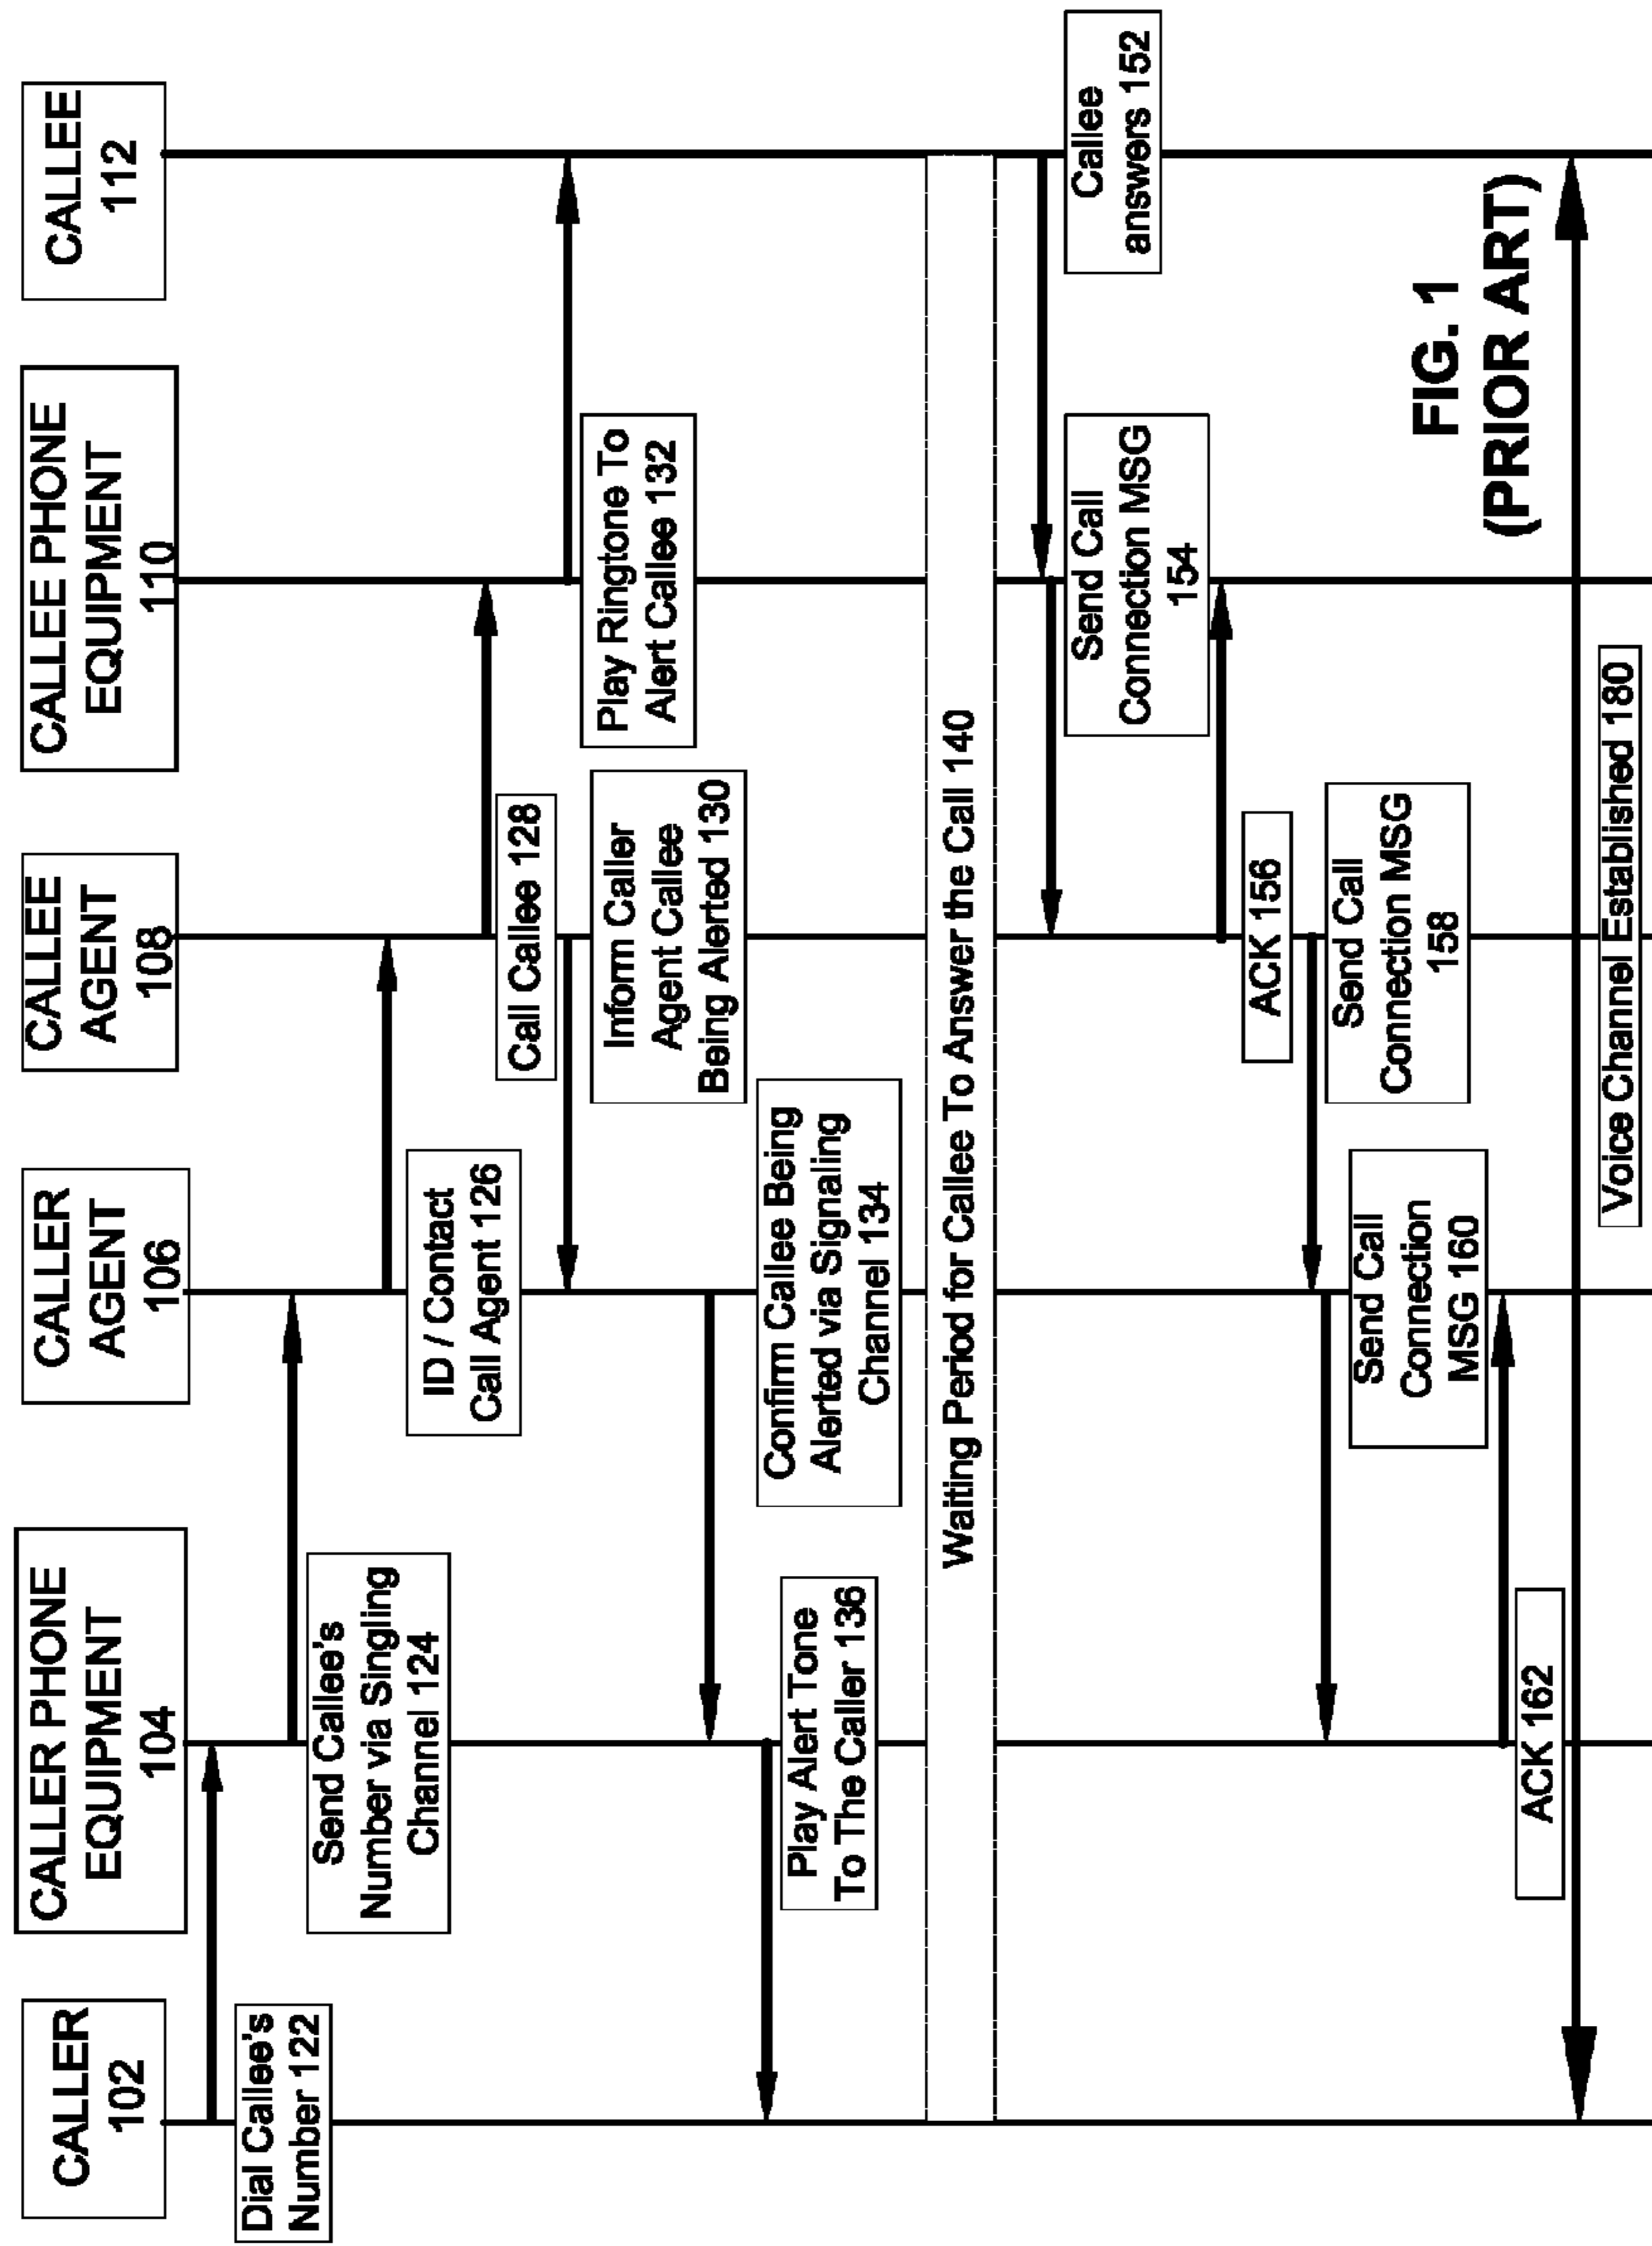 CALLER
102
CALLER PHONE
EQUIPMENT
104
CALLER
AGENT
106
CALLEE
AGENT
108
CALLEE PHONE
EQUIPMENT
110
CALLEE
112
Dial Callee's
Number 122
Send Callee's
Number via Singling
Channel 124
ID / Contact
Call Agent 126
Call Callee 128
Inform Caller
Agent Callee
Being Alerted 130
Play Ringtone To
Alert Callee 132
Confirm Callee Being
Alerted via Signaling
Channel 134
Play Alert Tone
To The Caller 136
Waiting Period for Callee To Answer the Call 140
Callee
answers 152
Send Call
Connection MSG
154
ACK 156
Send Call
Connection MSG
158
Send Call
Connection
MSG 160
ACK 162
Voice Channel Established 180
FIG. 1
(PRIOR ART)